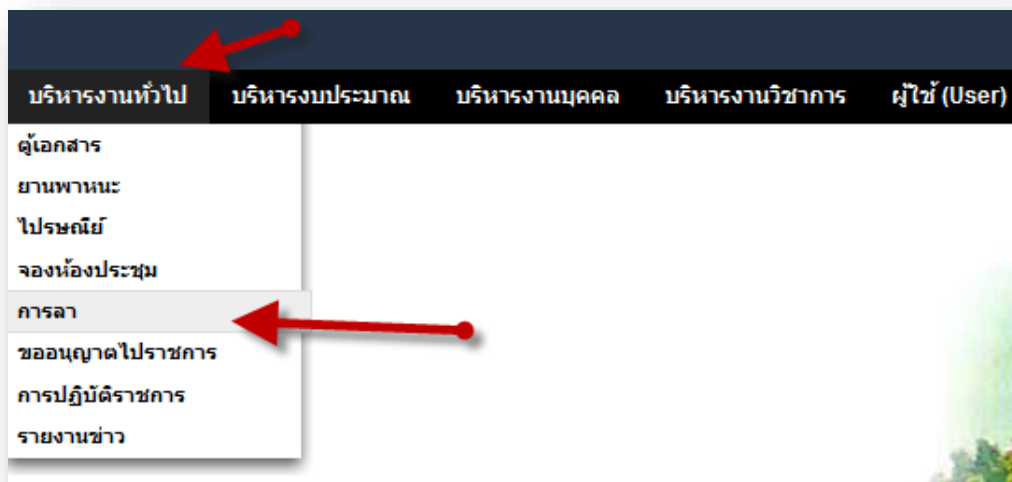 บริหารงานทั่วไป บริหารงบประมาณ บริหารงานบุคคล บริหารงานวิชาการ ผู้ใช้ (User)
ตู้เอกสาร
ยานพาหนะ
ไปรษณีย์
จองห้องประชุม
การลา
ขออนุญาตไปราชการ
การปฏิบัติราชการ
รายงานข่าว